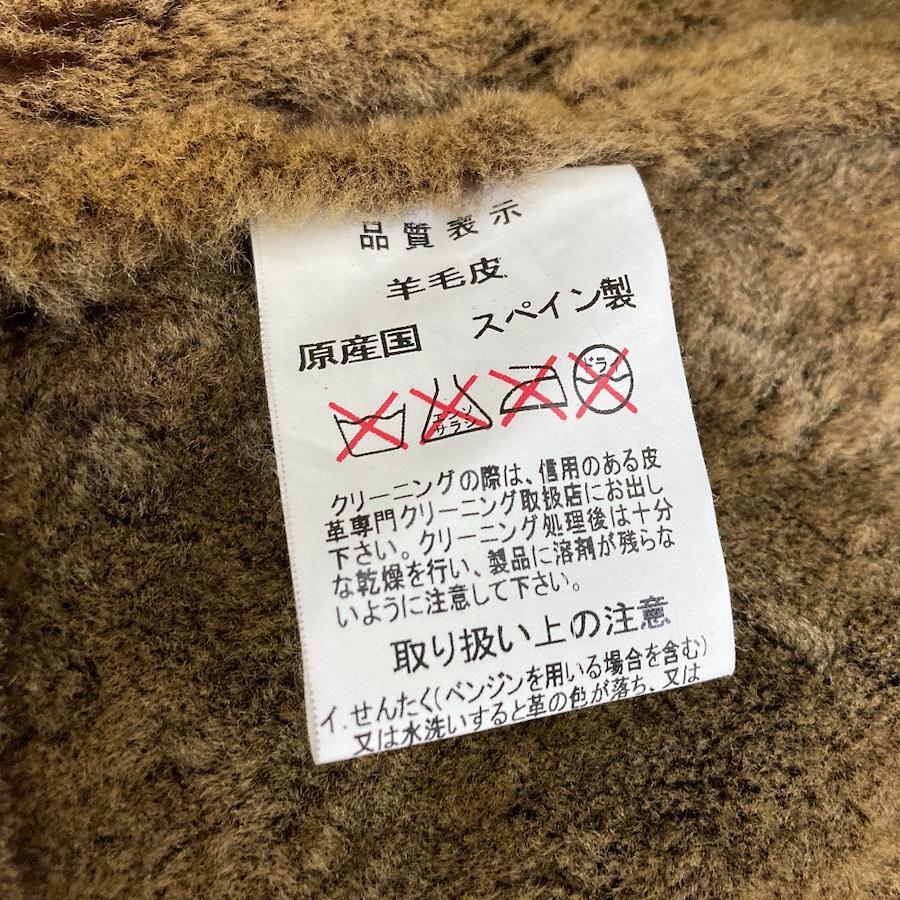 品質表示
羊毛皮
原産国 スペイン製
エンソ
サラシ
ドライ
クリーニングの際は、信用のある皮
革専門クリーニング取扱店にお出し
下さい。クリーニング処理後は十分
な乾燥を行い、製品に溶剤が残らな
いように注意して下さい。
取り扱い上の注意
イ.せんたく(ベンジンを用いる場合を含む)
又は水洗いすると革の色が落ち、又は